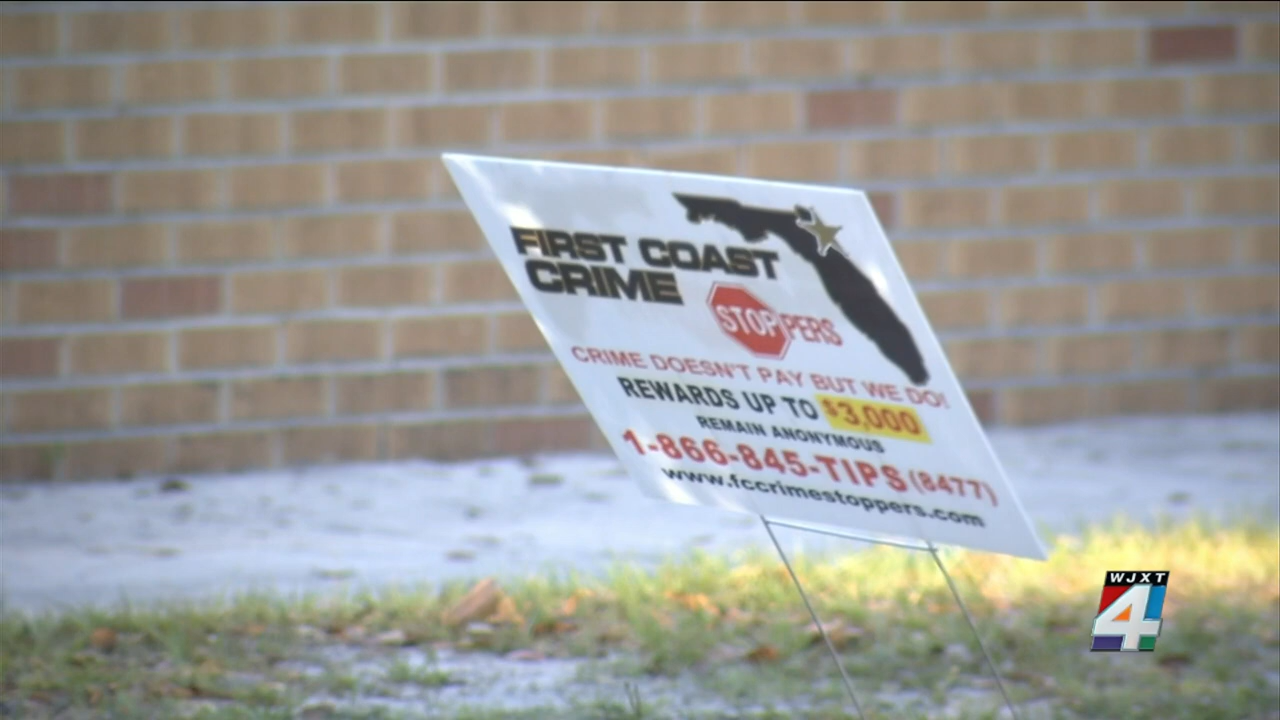 FIRST COAST
CRIME
STOPPERS
CRIME DOESN'T PAY BUT WE DO!
REWARDS UP TO $3,000
REMAIN ANONYMOUS
1-866-845-TIPS (8477)
www.fccrimestoppers.com
WJXT
4